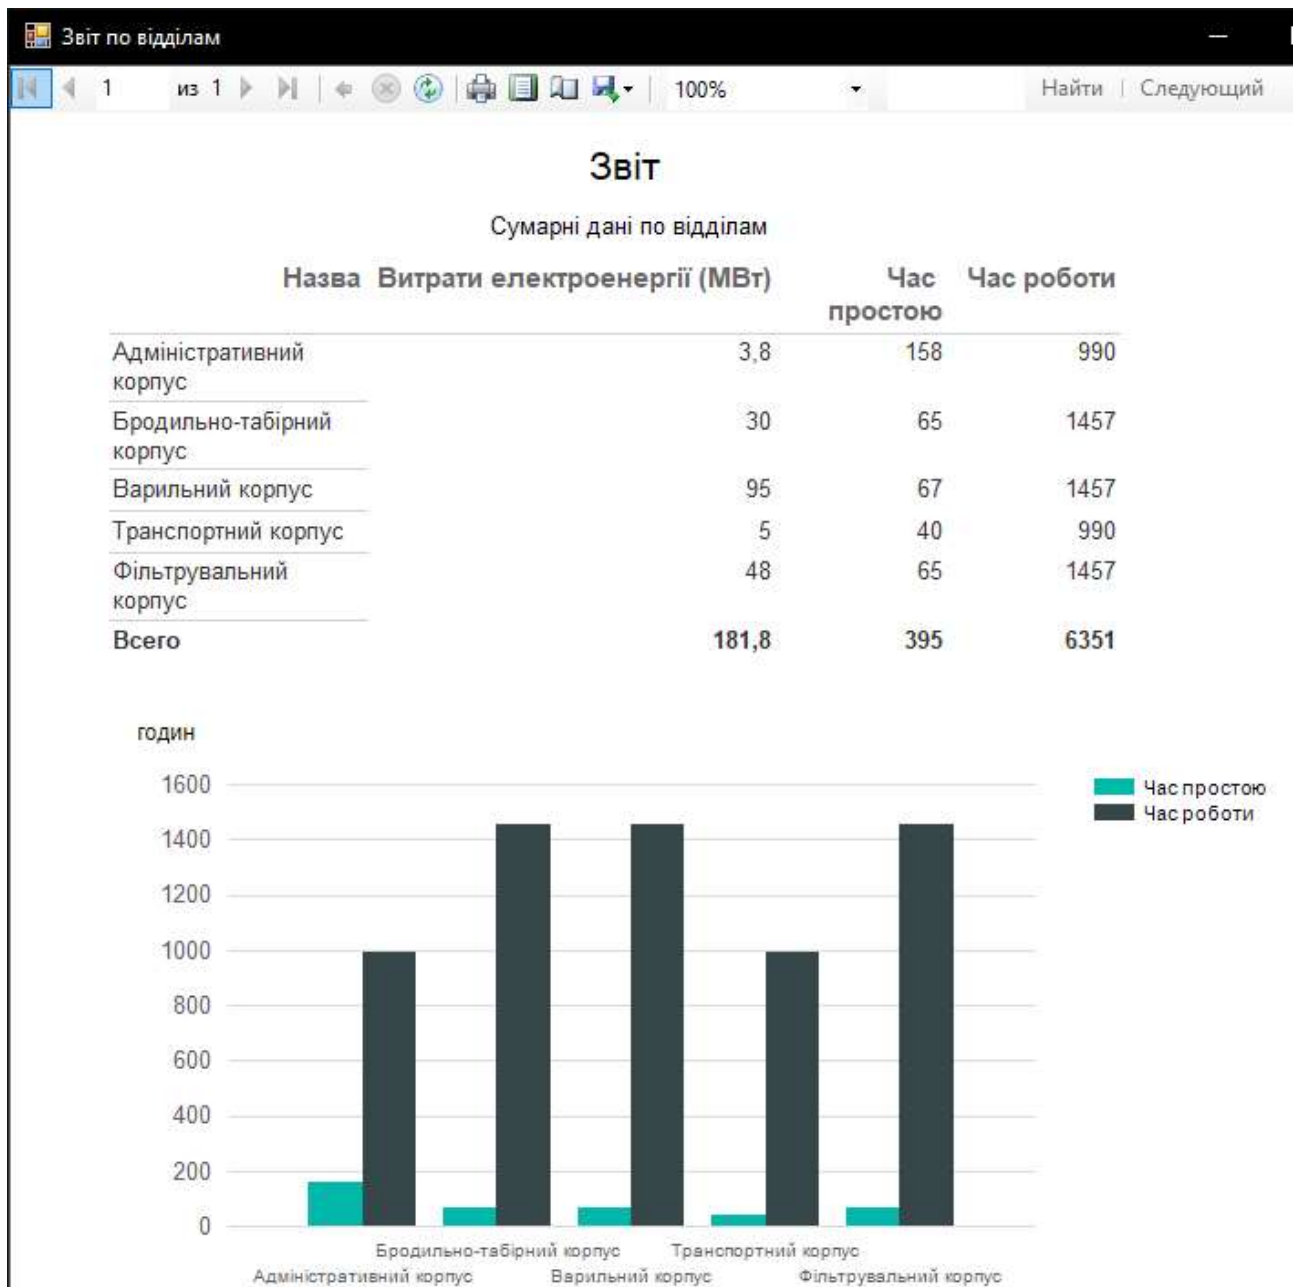 Звіт по відділам
1 из 1 100% Найти | Следующий
Звіт
Сумарні дані по відділам
Назва Витрати електроенергії (МВт) Час простою Час роботи
Адміністративний
корпус 3,8 158 990
Бродильно-табірний
корпус 30 65 1457
Варильний корпус 95 67 1457
Транспортний корпус 5 40 990
Фільтрувальний
корпус 48 65 1457
Всего 181,8 395 6351
годин
1600
1400
1200
1000
800
600
400
200
0
Час простою
Час роботи
Бродильно-табірний корпус Транспортний корпус
Адміністративний корпус Варильний корпус Фільтрувальний корпус